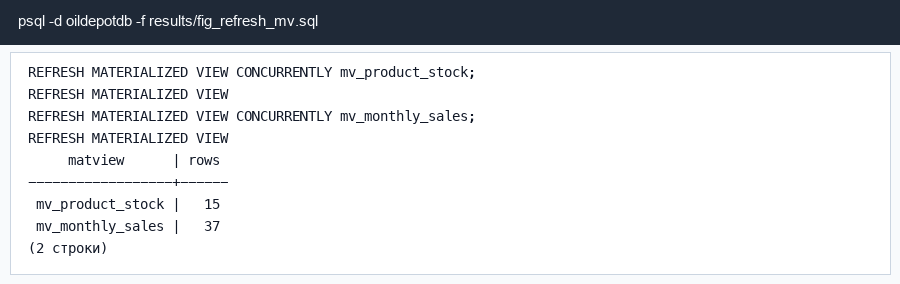 psql -d oildepotdb -f results/fig_refresh_mv.sql
REFRESH MATERIALIZED VIEW CONCURRENTLY mv_product_stock;
REFRESH MATERIALIZED VIEW
REFRESH MATERIALIZED VIEW CONCURRENTLY mv_monthly_sales;
REFRESH MATERIALIZED VIEW
     matview      | rows
——————————————————+——————
 mv_product_stock |   15
 mv_monthly_sales |   37
(2 строки)